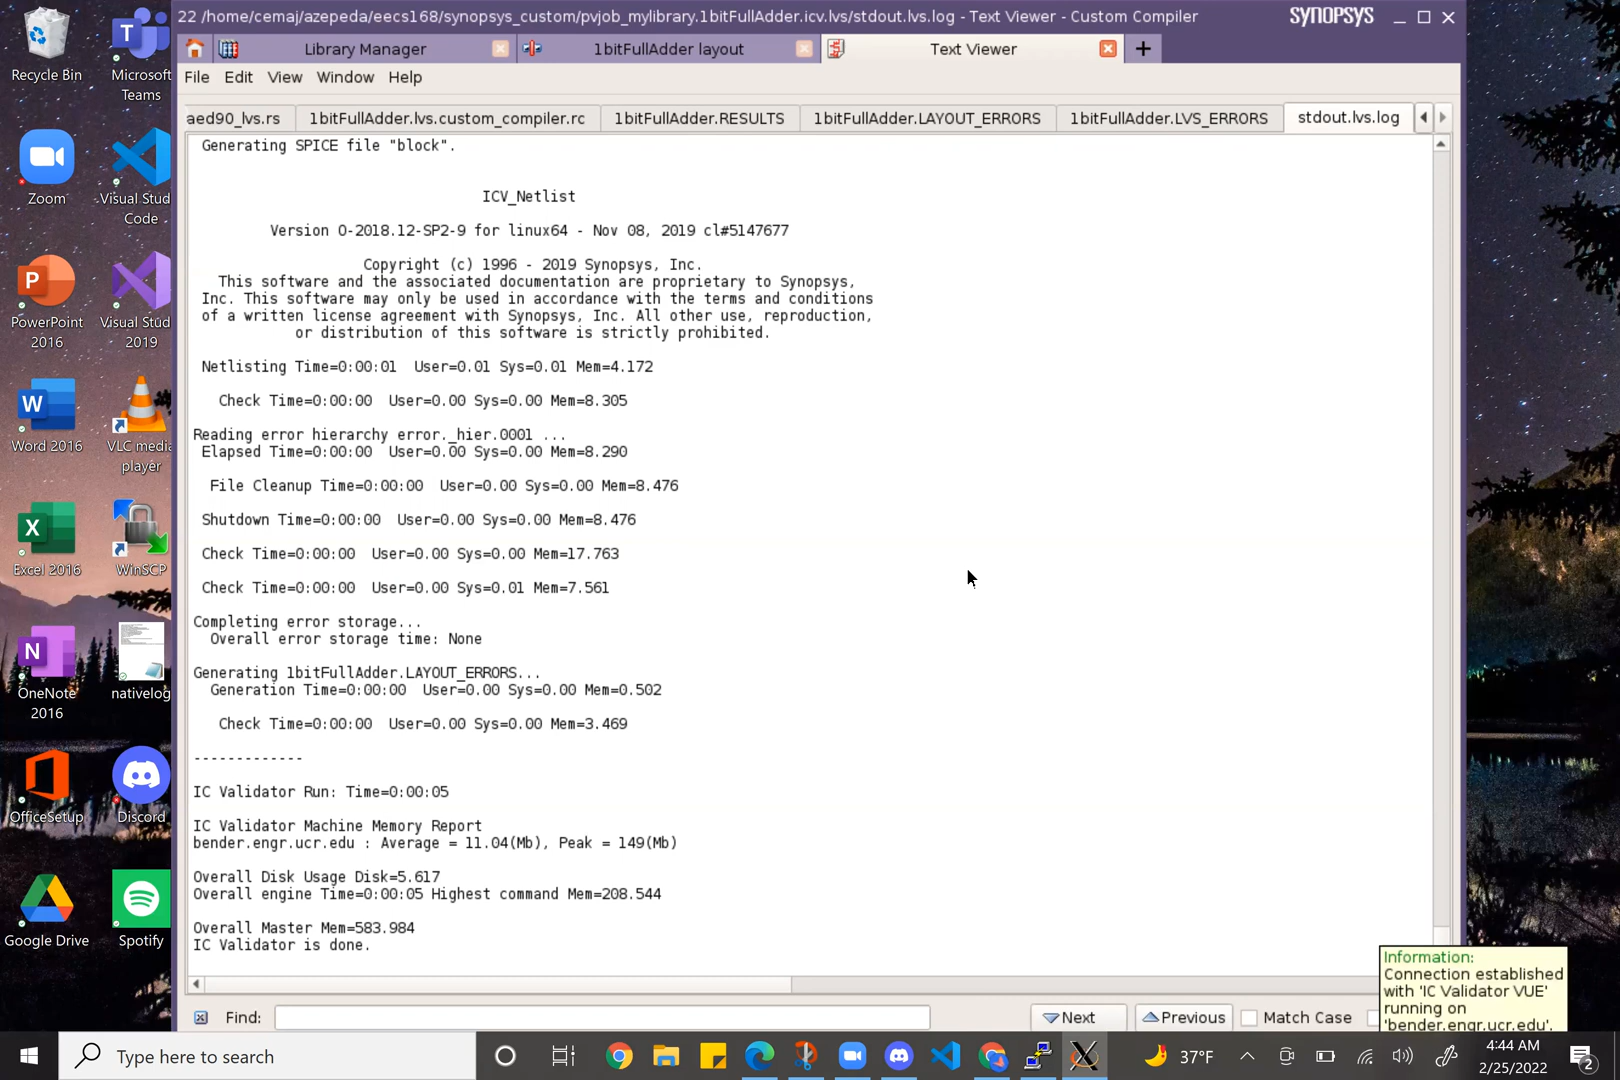 22 /home/cemaj/azepeda/eecs168/synopsys_custom/pvjob_mylibrary.1bitFullAdder.icv.lvs/stdout.lvs.log - Text Viewer - Custom Compiler
SYNOPSYS
Library Manager
1bitFullAdder layout
Text Viewer
File Edit View Window Help
aed90_lvs.rs
1bitFullAdder.lvs.custom_compiler.rc
1bitFullAdder.RESULTS
1bitFullAdder.LAYOUT_ERRORS
1bitFullAdder.LVS_ERRORS
stdout.lvs.log
Generating SPICE file "block".
ICV_Netlist
Version O-2018.12-SP2-9 for linux64 - Nov 08, 2019 cl#5147677
Copyright (c) 1996 - 2019 Synopsys, Inc.
This software and the associated documentation are proprietary to Synopsys,
Inc. This software may only be used in accordance with the terms and conditions
of a written license agreement with Synopsys, Inc. All other use, reproduction,
or distribution of this software is strictly prohibited.
Netlisting Time=0:00:01 User=0.01 Sys=0.01 Mem=4.172
Check Time=0:00:00 User=0.00 Sys=0.00 Mem=8.305
Reading error hierarchy error._hier.0001 ...
Elapsed Time=0:00:00 User=0.00 Sys=0.00 Mem=8.290
File Cleanup Time=0:00:00 User=0.00 Sys=0.00 Mem=8.476
Shutdown Time=0:00:00 User=0.00 Sys=0.00 Mem=8.476
Check Time=0:00:00 User=0.00 Sys=0.00 Mem=17.763
Check Time=0:00:00 User=0.00 Sys=0.01 Mem=7.561
Completing error storage...
Overall error storage time: None
Generating 1bitFullAdder.LAYOUT_ERRORS...
Generation Time=0:00:00 User=0.00 Sys=0.00 Mem=0.502
Check Time=0:00:00 User=0.00 Sys=0.00 Mem=3.469
-------------
IC Validator Run: Time=0:00:05
IC Validator Machine Memory Report
bender.engr.ucr.edu : Average = 11.04(Mb), Peak = 149(Mb)
Overall Disk Usage Disk=5.617
Overall engine Time=0:00:05 Highest command Mem=208.544
Overall Master Mem=583.984
IC Validator is done.
Find:
Next
Previous
Match Case
Information:
Connection established
with 'IC Validator VUE'
running on
'bender.engr.ucr.edu'.
Recycle Bin
Microsoft
Teams
Zoom
Visual Stud
Code
PowerPoint
2016
Visual Stud
2019
Word 2016
VLC medi
player
Excel 2016
WinSCP
OneNote
2016
nativelog
OfficeSetup
Discord
Google Drive
Spotify
Type here to search
37°F
4:44 AM
2/25/2022
2